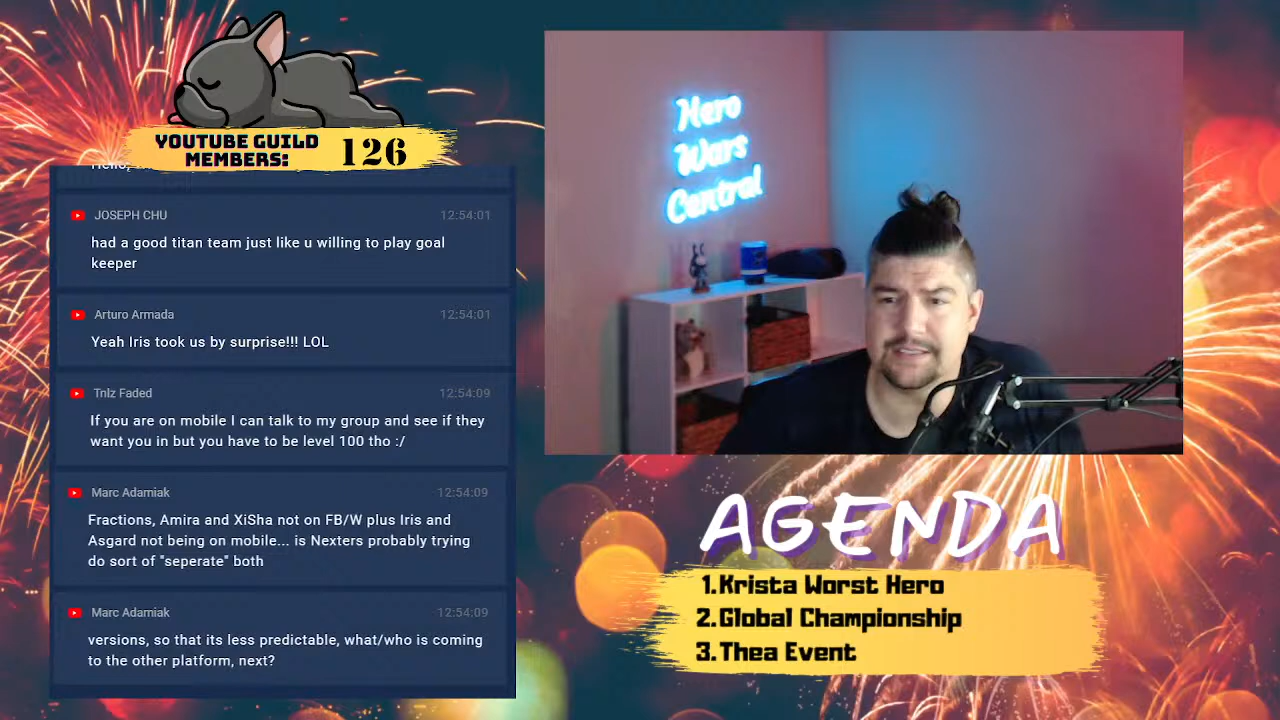 YOUTUBE GUILD
MEMBERS:
126
Hello,
JOSEPH CHU 12:54:01
had a good titan team just like u willing to play goal
keeper
Arturo Armada 12:54:01
Yeah Iris took us by surprise!!! LOL
Tnlz Faded 12:54:09
If you are on mobile I can talk to my group and see if they
want you in but you have to be level 100 tho :/
Marc Adamiak 12:54:09
Fractions, Amira and XiSha not on FB/W plus Iris and
Asgard not being on mobile... is Nexters probably trying
do sort of "seperate" both
Marc Adamiak 12:54:09
versions, so that its less predictable, what/who is coming
to the other platform, next?
Hero
Wars
Central
AGENDA
1.Krista Worst Hero
2.Global Championship
3.Thea Event